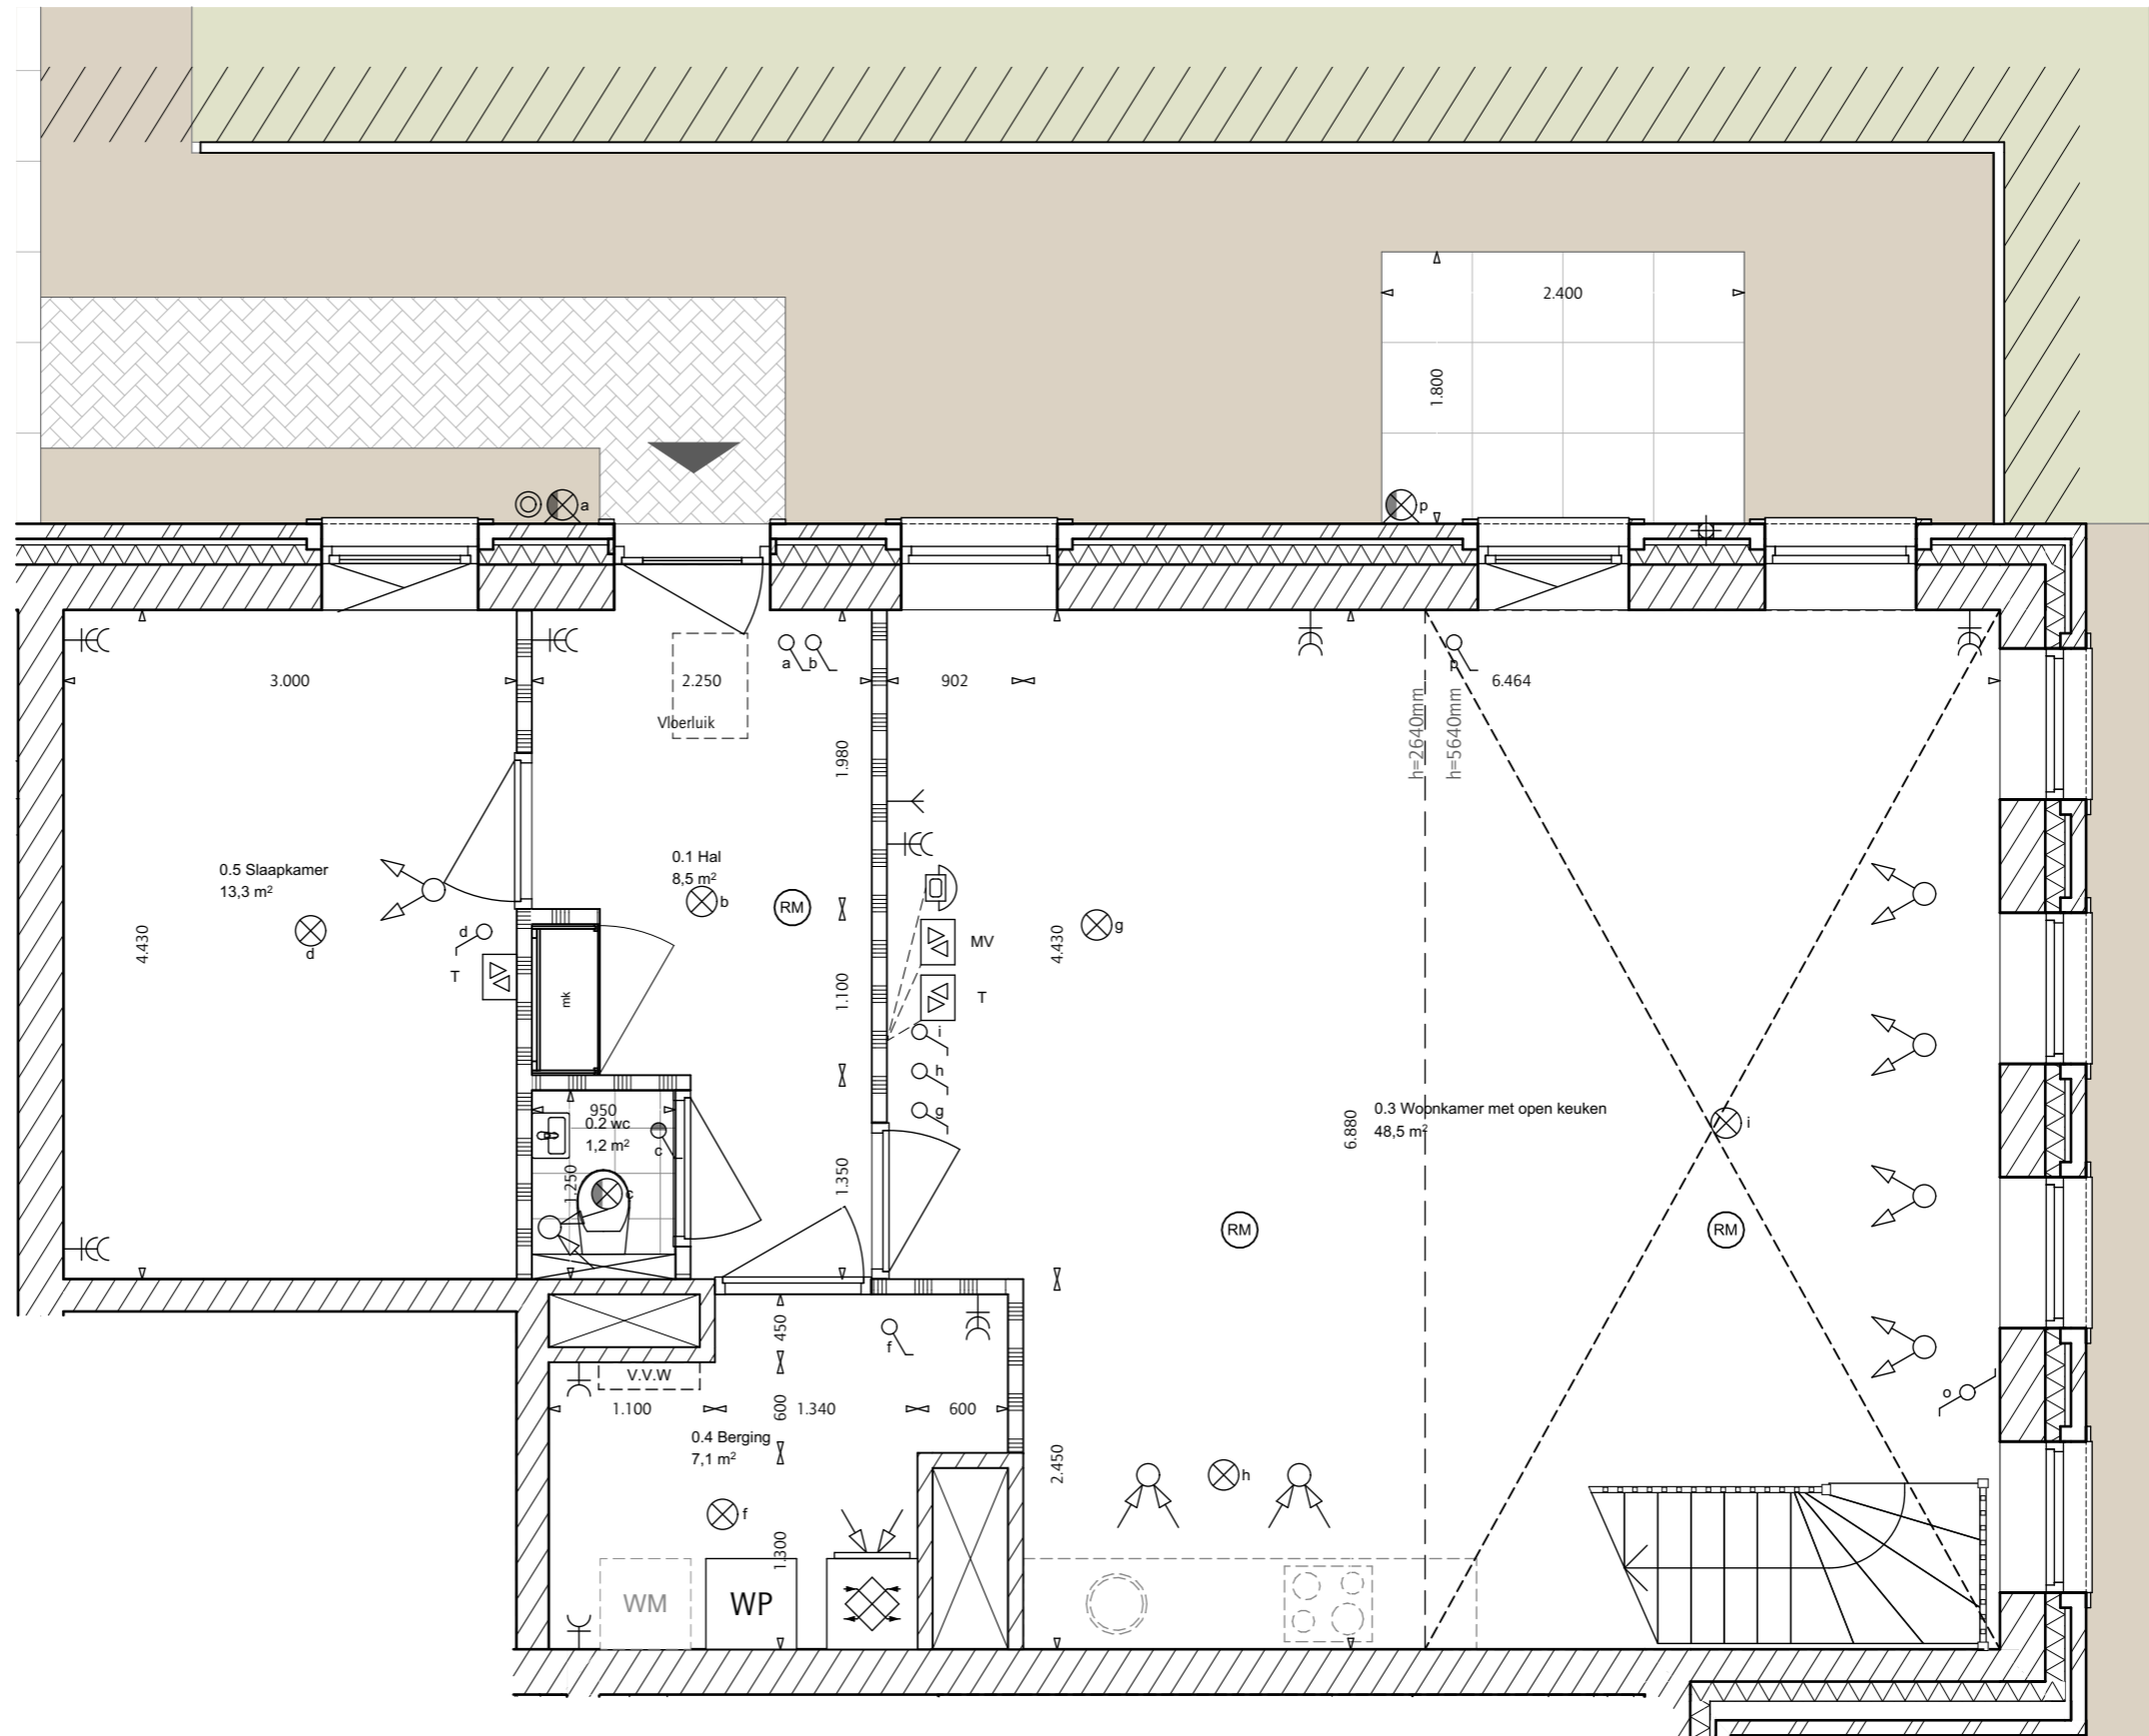 2.400
1.800
a
p
3.000
2.250
902
6.464
a
b
p
Vloerluik
h=2640mm
h=5640mm
1.980
0.5 Slaapkamer
13,3 m²
0.1 Hal
8,5 m²
b
RM
d
d
T
4.430
mk
1.100
MV
T
4.430
g
i
h
g
950
0.2 wc
1,2 m²
c
1.250
c
1.350
6.880
0.3 Woonkamer met open keuken
48,5 m²
i
RM
RM
450
f
V.V.W
1.100
600
1.340
600
o
0.4 Berging
7,1 m²
2.450
h
f
1.300
WM
WP